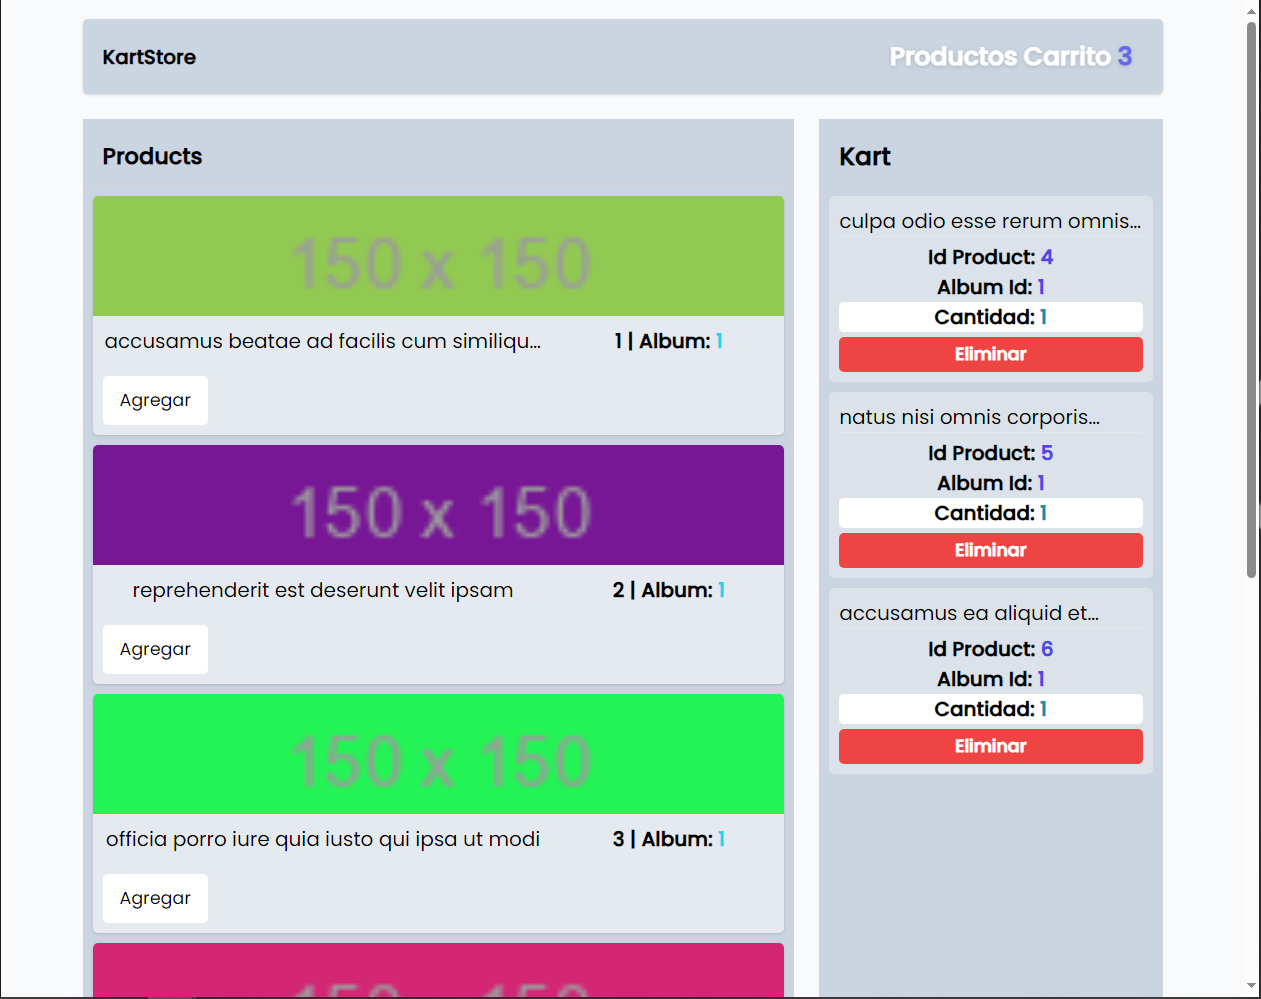 KartStore
Productos Carrito 3
Products
150 x 150
accusamus beatae ad facilis cum similiqu...
1 | Album: 1
Agregar
150 x 150
reprehenderit est deserunt velit ipsam
2 | Album: 1
Agregar
150 x 150
officia porro iure quia iusto qui ipsa ut modi
3 | Album: 1
Agregar
150 x 150
Kart
culpa odio esse rerum omnis...
Id Product: 4
Album Id: 1
Cantidad: 1
Eliminar
natus nisi omnis corporis...
Id Product: 5
Album Id: 1
Cantidad: 1
Eliminar
accusamus ea aliquid et...
Id Product: 6
Album Id: 1
Cantidad: 1
Eliminar